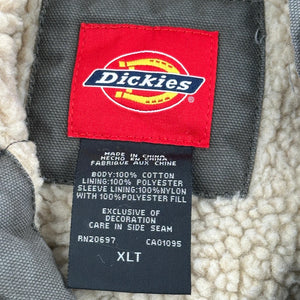 Dickies
®
MADE IN CHINA
HECHO EN CHINA
FABRIQUE AUX CHINE
BODY:100% COTTON
LINING:100% POLYESTER
SLEEVE LINING:100%NYLON
WITH 100%POLYESTER FILL
EXCLUSIVE OF
DECORATION
CARE IN SIDE SEAM
RN20697 CA01095
XLT